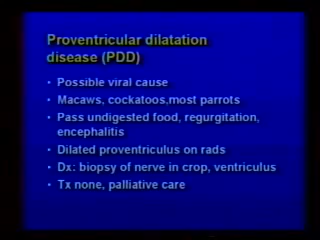 Proventricular dilatation
disease (PDD)
• Possible viral cause
• Macaws, cockatoos,most parrots
• Pass undigested food, regurgitation,
encephalitis
• Dilated proventriculus on rads
• Dx: biopsy of nerve in crop, ventriculus
• Tx none, palliative care